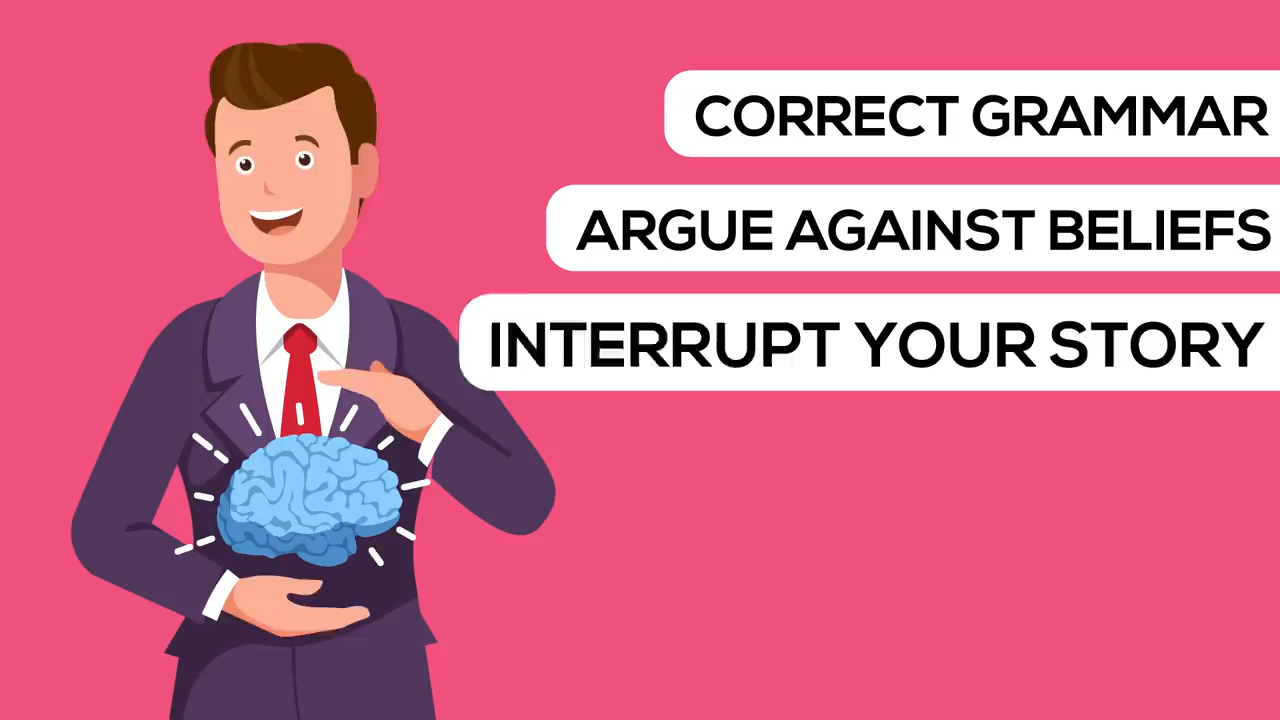 CORRECT GRAMMAR
ARGUE AGAINST BELIEFS
INTERRUPT YOUR STORY